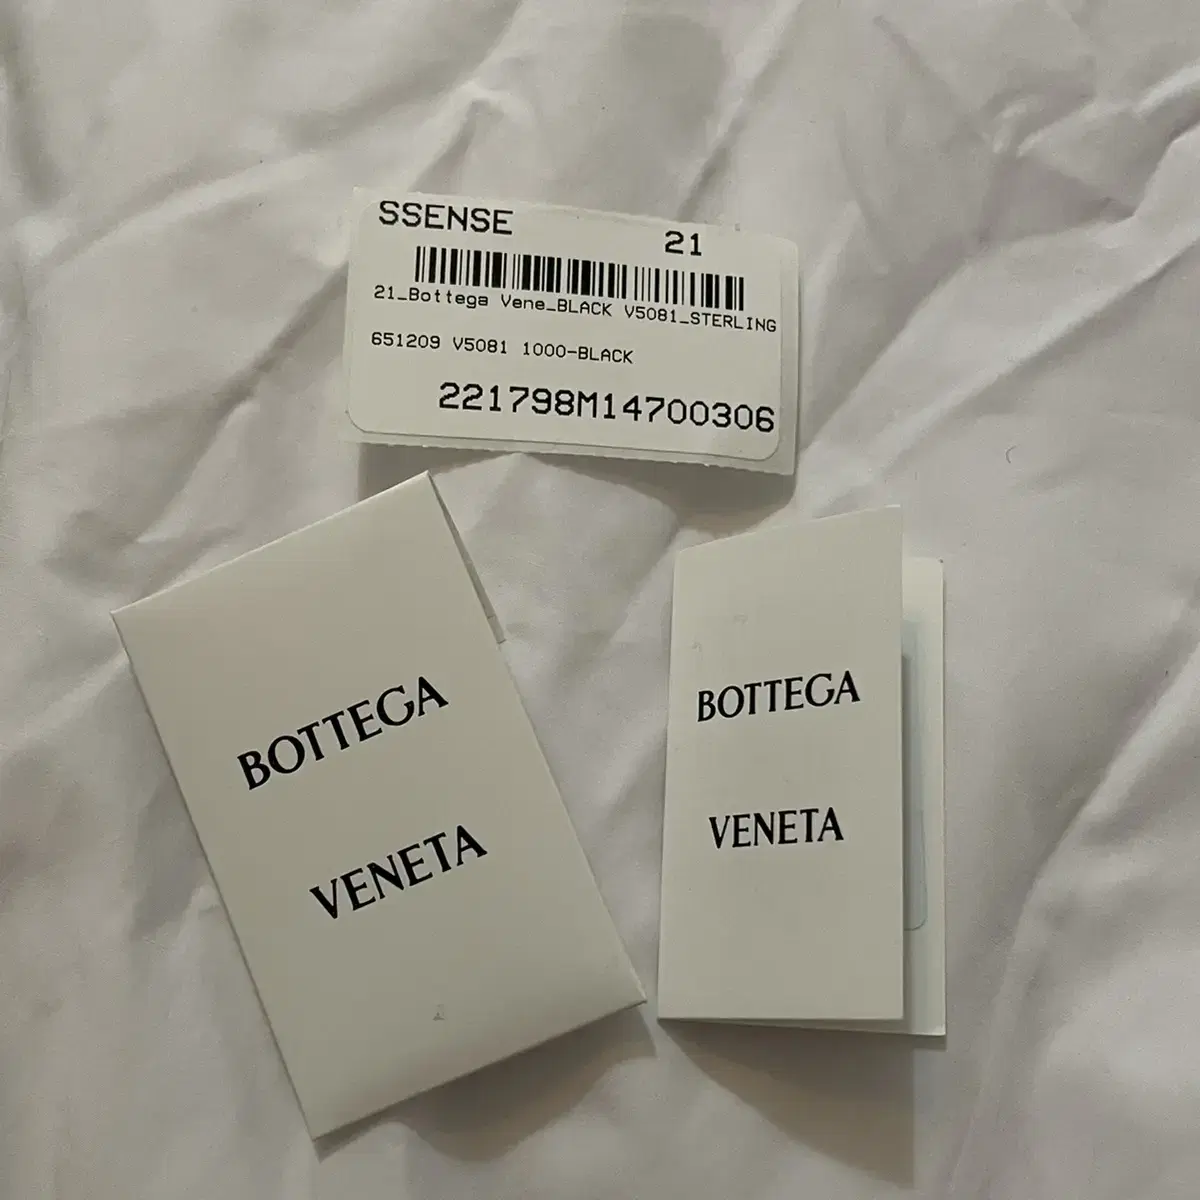 SSENSE 21
21_Bottega Vene_BLACK V5081_STERLING
651209 V5081 1000-BLACK
221798M14700306
BOTTEGA
VENETA
BOTTEGA
VENETA